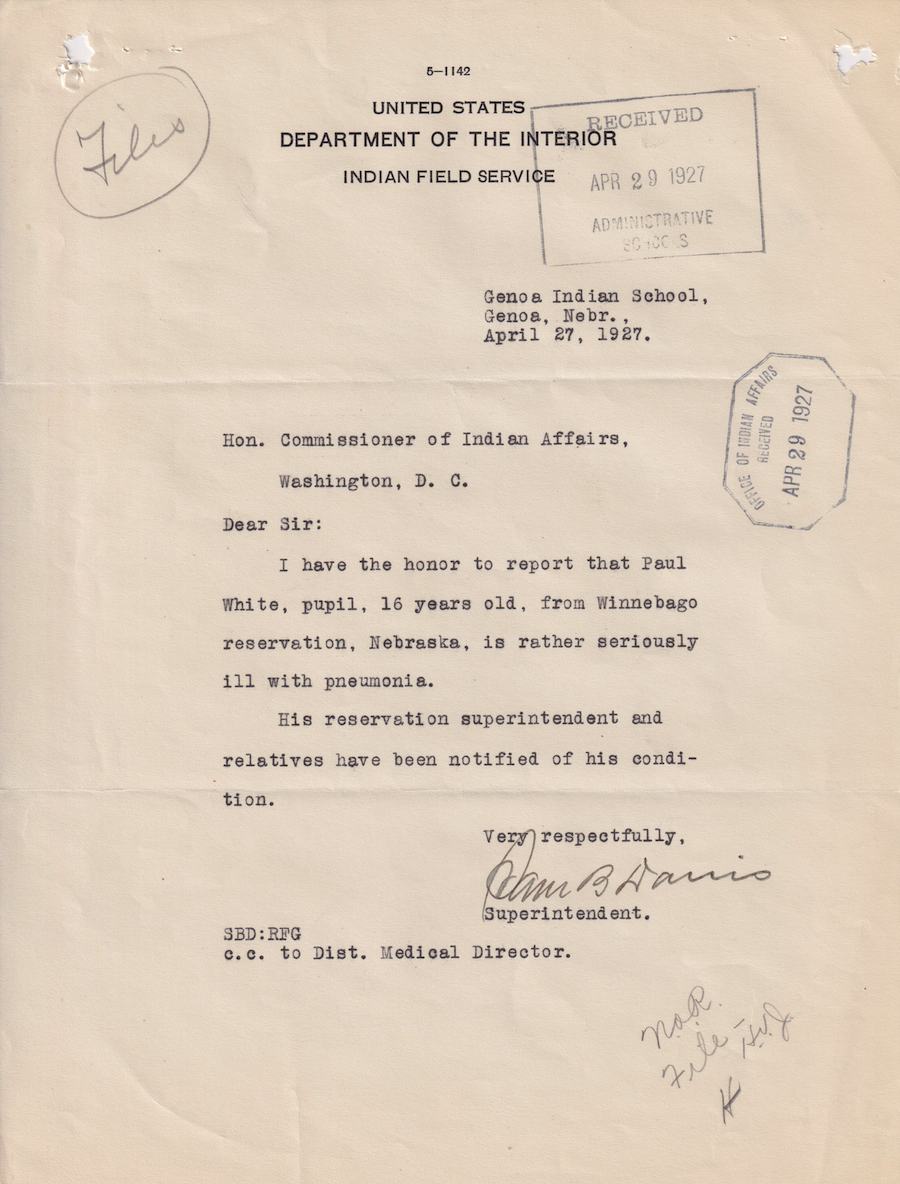 5—1142
Files
UNITED STATES
DEPARTMENT OF THE INTERIOR
INDIAN FIELD SERVICE
RECEIVED
APR 29 1927
ADMINISTRATIVE
SCHOOLS
Genoa Indian School,
Genoa, Nebr.,
April 27, 1927.
OFFICE OF INDIAN AFFAIRS
RECEIVED
APR 29 1927
Hon. Commissioner of Indian Affairs,
Washington, D. C.
Dear Sir:
I have the honor to report that Paul
White, pupil, 16 years old, from Winnebago
reservation, Nebraska, is rather seriously
ill with pneumonia.
His reservation superintendent and
relatives have been notified of his condi-
tion.
Very respectfully,
Sam B Davis
Superintendent.
SBD:RFG
c.c. to Dist. Medical Director.
File –